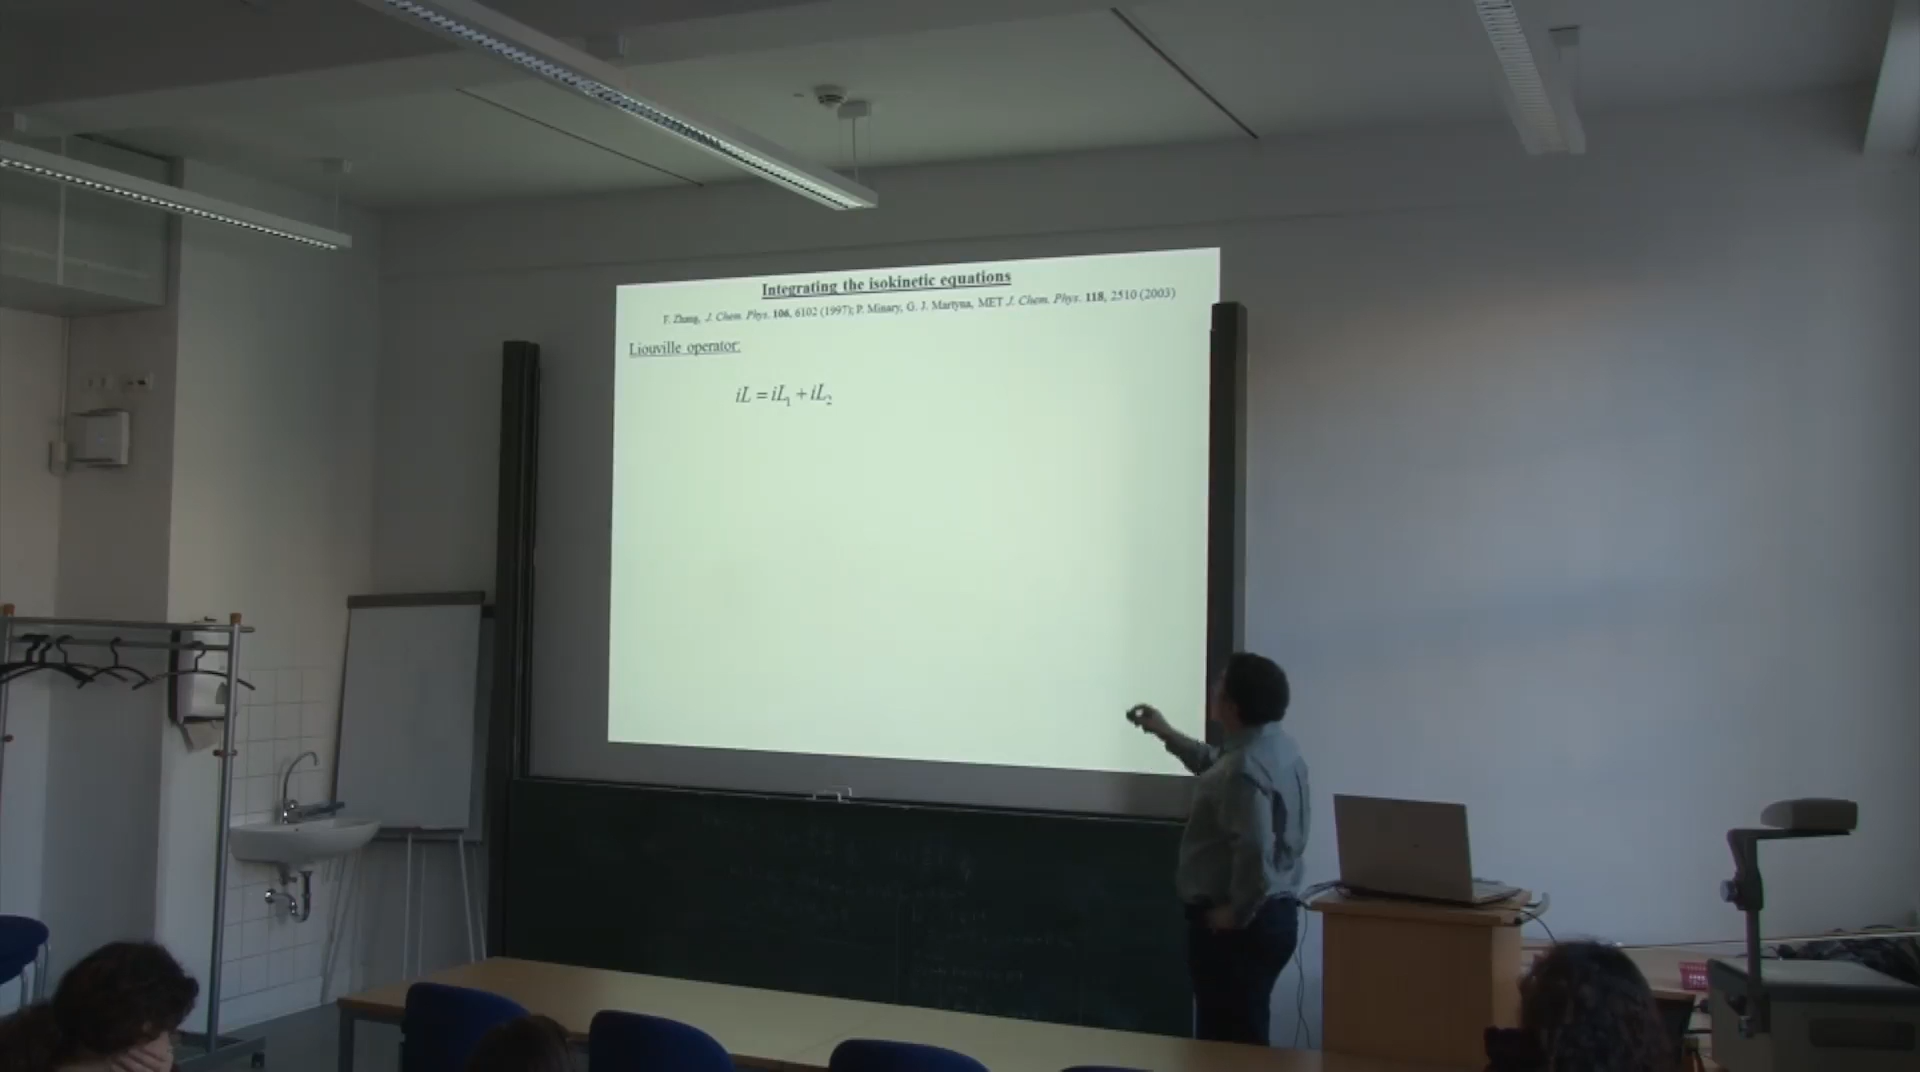 Integrating the isokinetic equations
F. Zhang, J. Chem. Phys. 106, 6102 (1997); P. Minary, G. J. Martyna, MET J. Chem. Phys. 118, 2510 (2003)
Liouville operator:
iL = iL₁ + iL₂